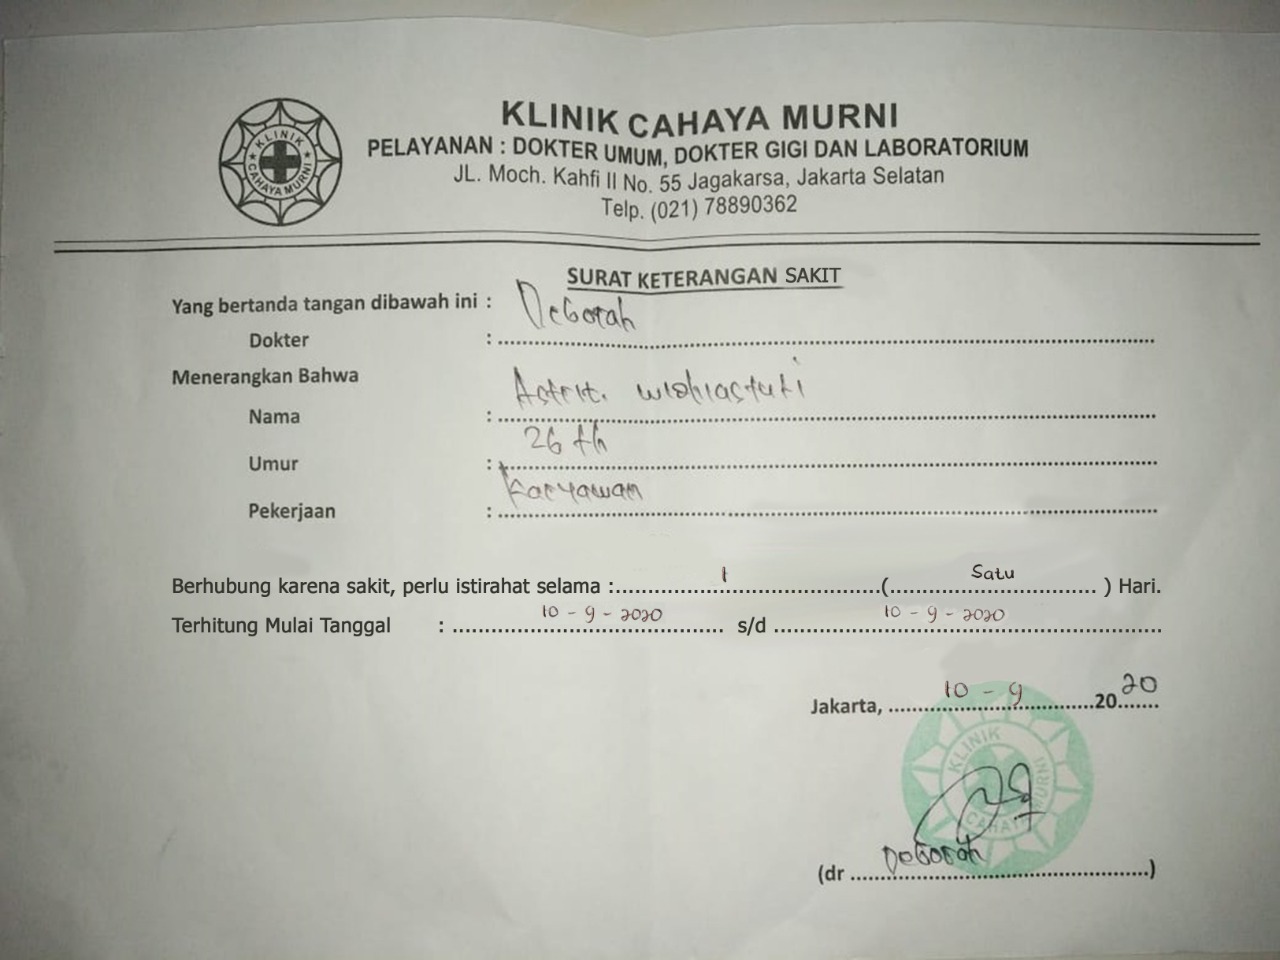 KLINIK CAHAYA MURNI
PELAYANAN : DOKTER UMUM, DOKTER GIGI DAN LABORATORIUM
JL. Moch. Kahfi II No. 55 Jagakarsa, Jakarta Selatan
Telp. (021) 78890362
KLINIK CAHAYA MURNI
SURAT KETERANGAN SAKIT
Yang bertanda tangan dibawah ini :
Dokter : Deborah
Menerangkan Bahwa
Nama : Astrit. widiastuti
Umur : 26 th
Pekerjaan : Karyawan
Berhubung karena sakit, perlu istirahat selama : 1 ( Satu ) Hari.
Terhitung Mulai Tanggal : 10 - 9 - 2020 s/d 10 - 9 - 2020
Jakarta, 10 - 9 2020
KLINIK CAHAYA MURNI
(dr Deborah )